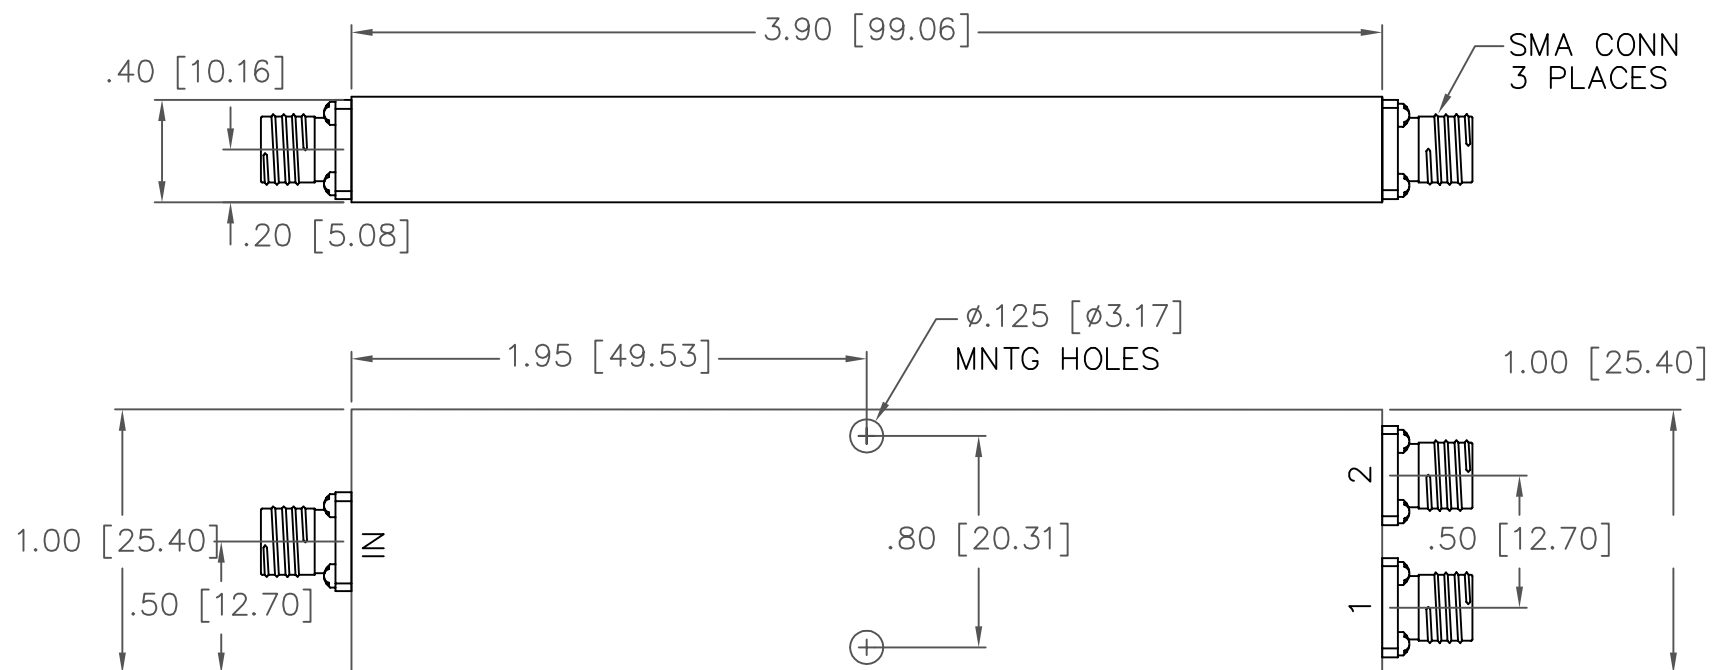 3.90 [99.06]
SMA CONN
3 PLACES
.40 [10.16]
.20 [5.08]
ø.125 [ø3.17]
MNTG HOLES
1.95 [49.53]
1.00 [25.40]
2
IN
1.00 [25.40]
.80 [20.31]
.50 [12.70]
.50 [12.70]
1